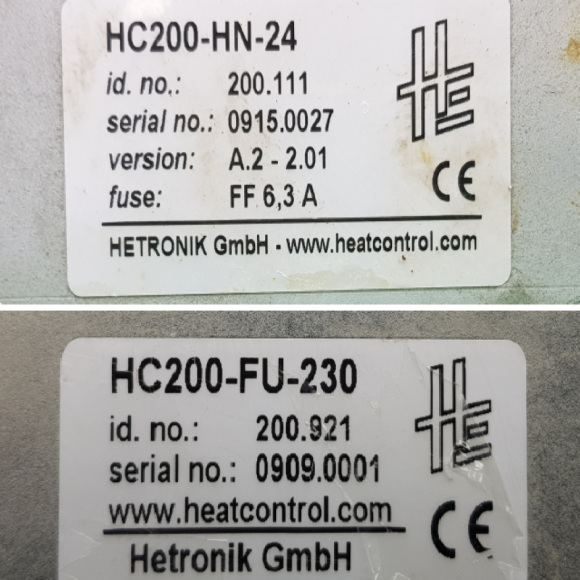 HC200-HN-24
id. no.: 200.111
serial no.: 0915.0027
version: A.2 - 2.01
fuse: FF 6,3 A
HE
CE
HETRONIK GmbH - www.heatcontrol.com
HC200-FU-230
id. no.: 200.921
serial no.: 0909.0001
www.heatcontrol.com
HE
CE
Hetronik GmbH